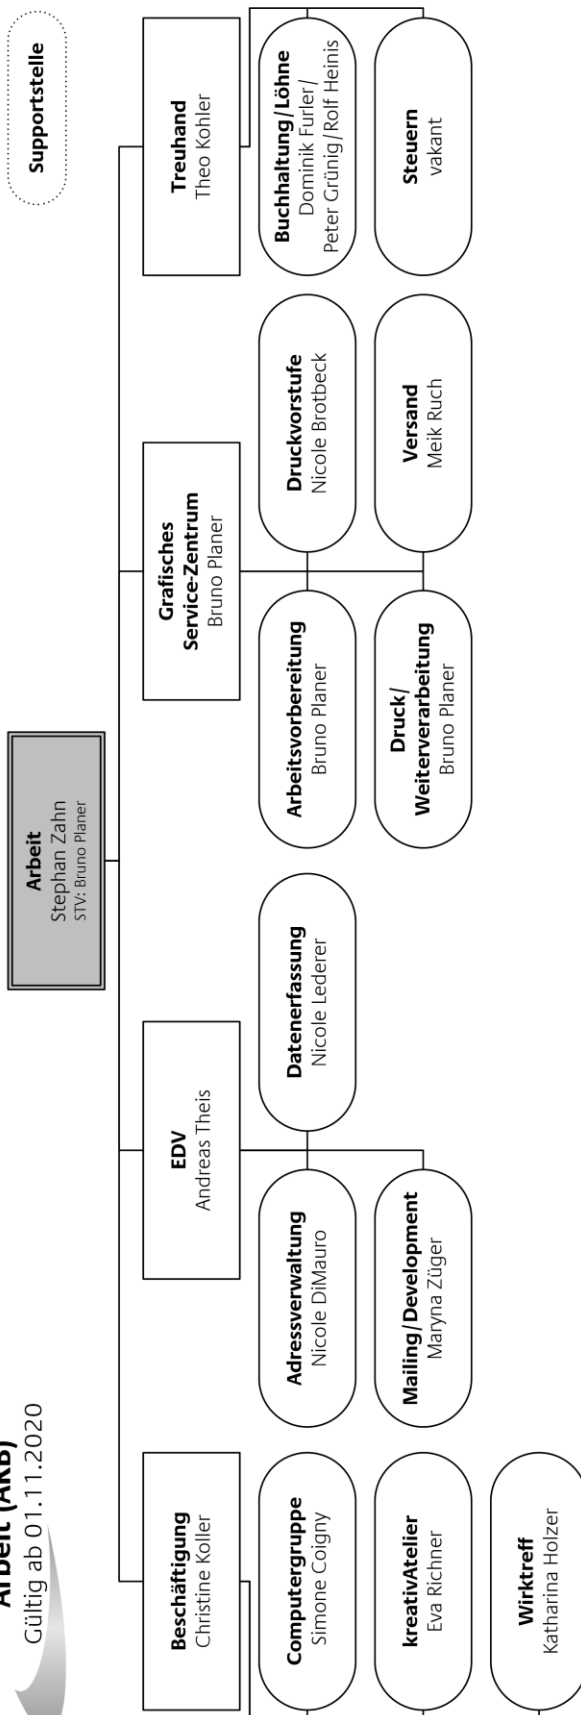 Arbeit (ARB)
Gültig ab 01.11.2020
Supportstelle
Arbeit
Stephan Zahn
STV: Bruno Planer
Beschäftigung
Christine Koller
EDV
Andreas Theis
Grafisches
Service-Zentrum
Bruno Planer
Treuhand
Theo Kohler
Computergruppe
Simone Coigny
Adressverwaltung
Nicole DiMauro
Datenerfassung
Nicole Lederer
Arbeitsvorbereitung
Bruno Planer
Druckvorstufe
Nicole Brotbeck
Buchhaltung/Löhne
Dominik Furler/
Peter Grünig/Rolf Heinis
kreativAtelier
Eva Richner
Mailing/Development
Maryna Züger
Druck/
Weiterverarbeitung
Bruno Planer
Versand
Meik Ruch
Steuern
vakant
Wirktreff
Katharina Holzer